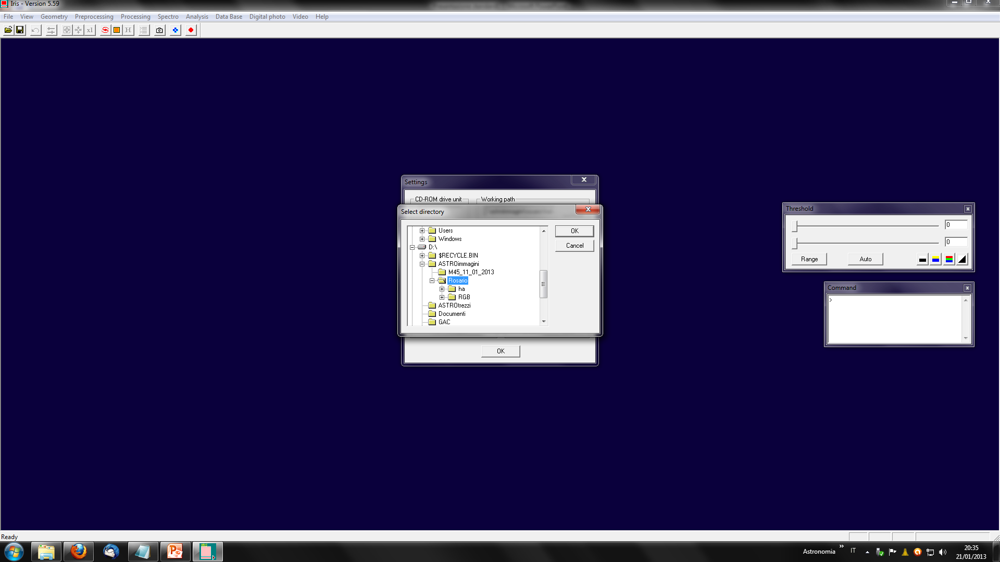 Iris - Version 5.59
File View Geometry Preprocessing Processing Spectro Analysis Data Base Digital photo Video Help
x1 H
Settings
CD-ROM drive unit Working path
Select directory
Users
Windows
D:\
$RECYCLE.BIN
ASTROimmagini
M45_11_01_2013
Rosario
ha
RGB
ASTROtrezzi
Documenti
GAC
OK
Cancel
OK
Threshold
0
0
Range Auto
Command
>
Ready
IRIS
Astronomia » IT
20:35
21/01/2013